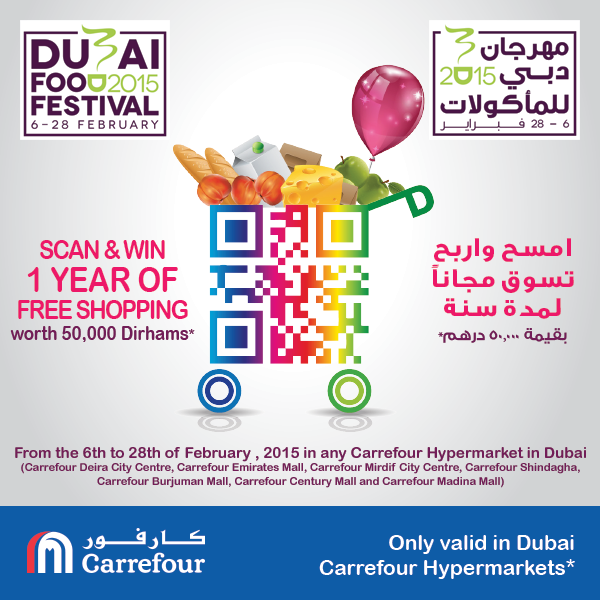 DUBAI
FOOD 2015
FESTIVAL
6-28 FEBRUARY
مهرجان
دبي 2015
للمأكولات
6 - 28 فبراير
SCAN & WIN
1 YEAR OF
FREE SHOPPING
worth 50,000 Dirhams*
امسح واربح
تسوق مجاناً
لمدة سنة
بقيمة ٥٠,٠٠٠ درهم*
From the 6th to 28th of February , 2015 in any Carrefour Hypermarket in Dubai
(Carrefour Deira City Centre, Carrefour Emirates Mall, Carrefour Mirdif City Centre, Carrefour Shindagha,
Carrefour Burjuman Mall, Carrefour Century Mall and Carrefour Madina Mall)
كارفور
Carrefour
Only valid in Dubai
Carrefour Hypermarkets*